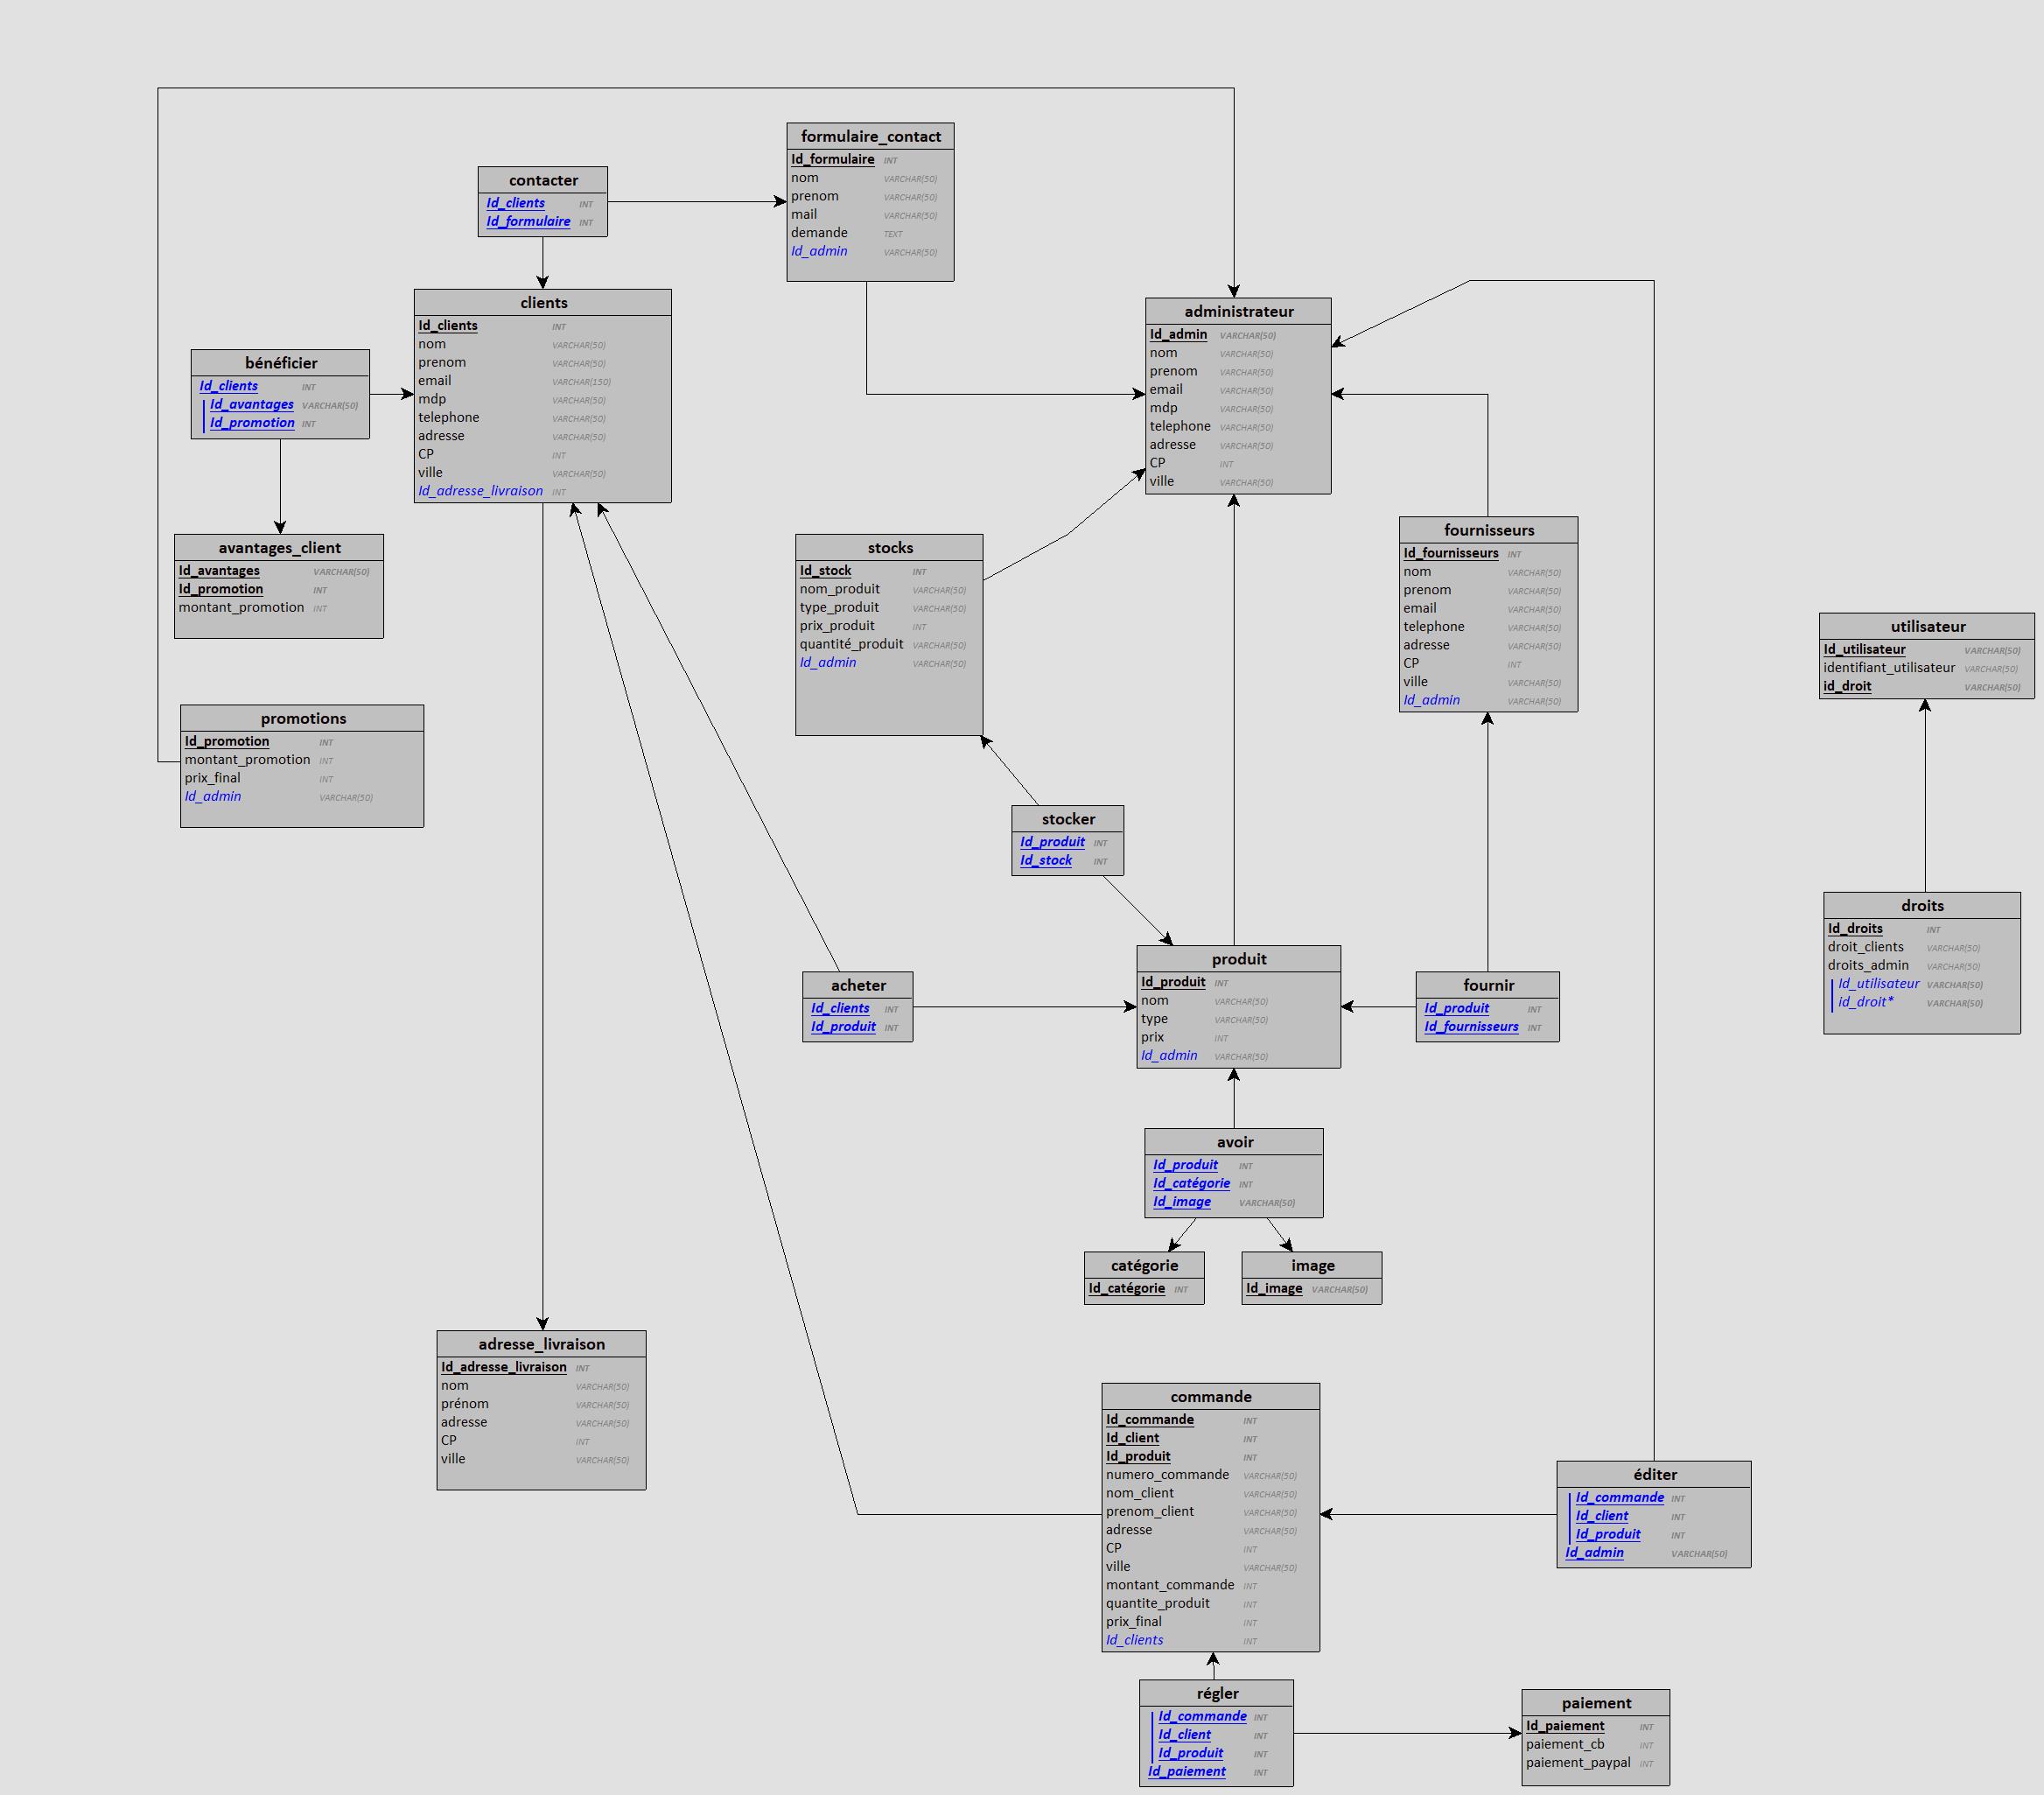 formulaire_contact
Id_formulaire INT
nom VARCHAR(50)
prenom VARCHAR(50)
mail VARCHAR(50)
demande TEXT
Id_admin VARCHAR(50)
contacter
Id_clients INT
Id_formulaire INT
clients
Id_clients INT
nom VARCHAR(50)
prenom VARCHAR(50)
email VARCHAR(150)
mdp VARCHAR(50)
telephone VARCHAR(50)
adresse VARCHAR(50)
CP INT
ville VARCHAR(50)
Id_adresse_livraison INT
administrateur
Id_admin VARCHAR(50)
nom VARCHAR(50)
prenom VARCHAR(50)
email VARCHAR(50)
mdp VARCHAR(50)
telephone VARCHAR(50)
adresse VARCHAR(50)
CP INT
ville VARCHAR(50)
bénéficier
Id_clients INT
Id_avantages VARCHAR(50)
Id_promotion INT
avantages_client
Id_avantages VARCHAR(50)
Id_promotion INT
montant_promotion INT
stocks
Id_stock INT
nom_produit VARCHAR(50)
type_produit VARCHAR(50)
prix_produit INT
quantité_produit VARCHAR(50)
Id_admin VARCHAR(50)
fournisseurs
Id_fournisseurs INT
nom VARCHAR(50)
prenom VARCHAR(50)
email VARCHAR(50)
telephone VARCHAR(50)
adresse VARCHAR(50)
CP INT
ville VARCHAR(50)
Id_admin VARCHAR(50)
utilisateur
Id_utilisateur VARCHAR(50)
identifiant_utilisateur VARCHAR(50)
id_droit VARCHAR(50)
promotions
Id_promotion INT
montant_promotion INT
prix_final INT
Id_admin VARCHAR(50)
stocker
Id_produit INT
Id_stock INT
droits
Id_droits INT
droit_clients VARCHAR(50)
droits_admin VARCHAR(50)
Id_utilisateur VARCHAR(50)
id_droit* VARCHAR(50)
acheter
Id_clients INT
Id_produit INT
produit
Id_produit INT
nom VARCHAR(50)
type VARCHAR(50)
prix INT
Id_admin VARCHAR(50)
fournir
Id_produit INT
Id_fournisseurs INT
avoir
Id_produit INT
Id_catégorie INT
Id_image VARCHAR(50)
catégorie
Id_catégorie INT
image
Id_image VARCHAR(50)
adresse_livraison
Id_adresse_livraison INT
nom VARCHAR(50)
prénom VARCHAR(50)
adresse VARCHAR(50)
CP INT
ville VARCHAR(50)
commande
Id_commande INT
Id_client INT
Id_produit INT
numero_commande VARCHAR(50)
nom_client VARCHAR(50)
prenom_client VARCHAR(50)
adresse VARCHAR(50)
CP INT
ville VARCHAR(50)
montant_commande INT
quantite_produit INT
prix_final INT
Id_clients INT
éditer
Id_commande INT
Id_client INT
Id_produit INT
Id_admin VARCHAR(50)
régler
Id_commande INT
Id_client INT
Id_produit INT
Id_paiement INT
paiement
Id_paiement INT
paiement_cb INT
paiement_paypal INT